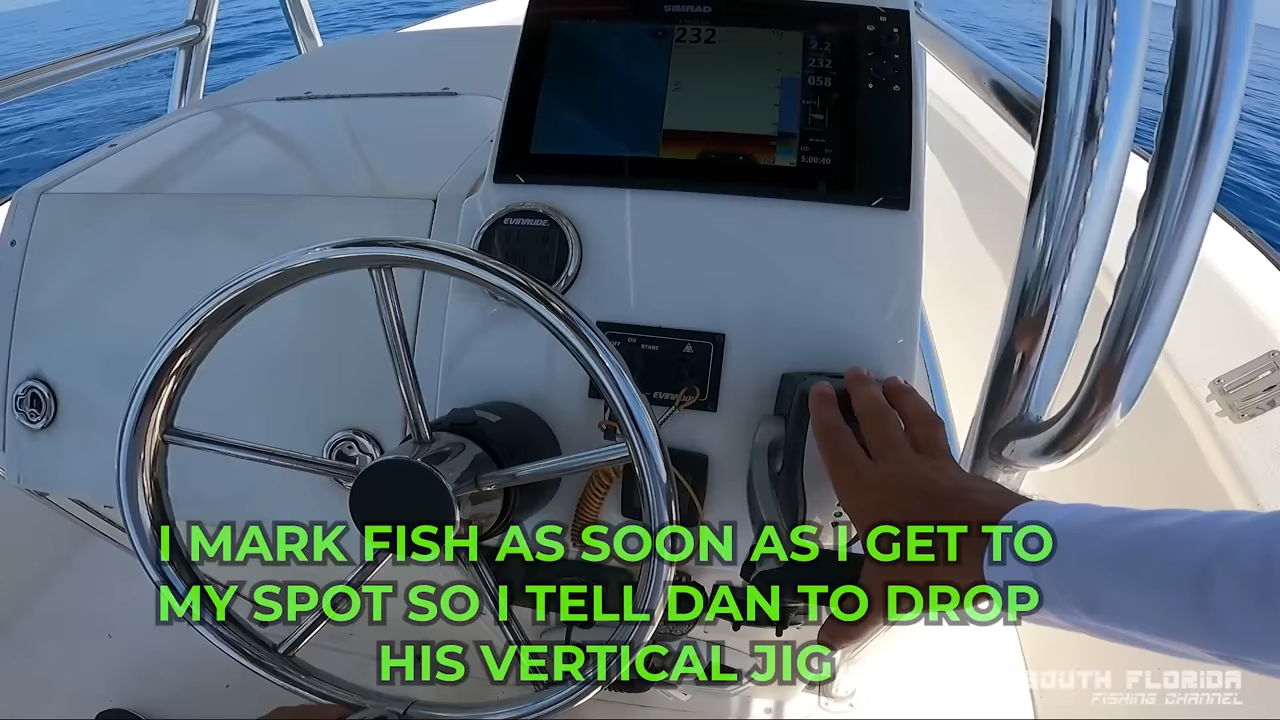 SIMRAD
232
2.2
232
058
5:00:40
EVINRUDE
OFF ON START
EVINRUDE
I MARK FISH AS SOON AS I GET TO
MY SPOT SO I TELL DAN TO DROP
HIS VERTICAL JIG
SOUTH FLORIDA
FISHING CHANNEL